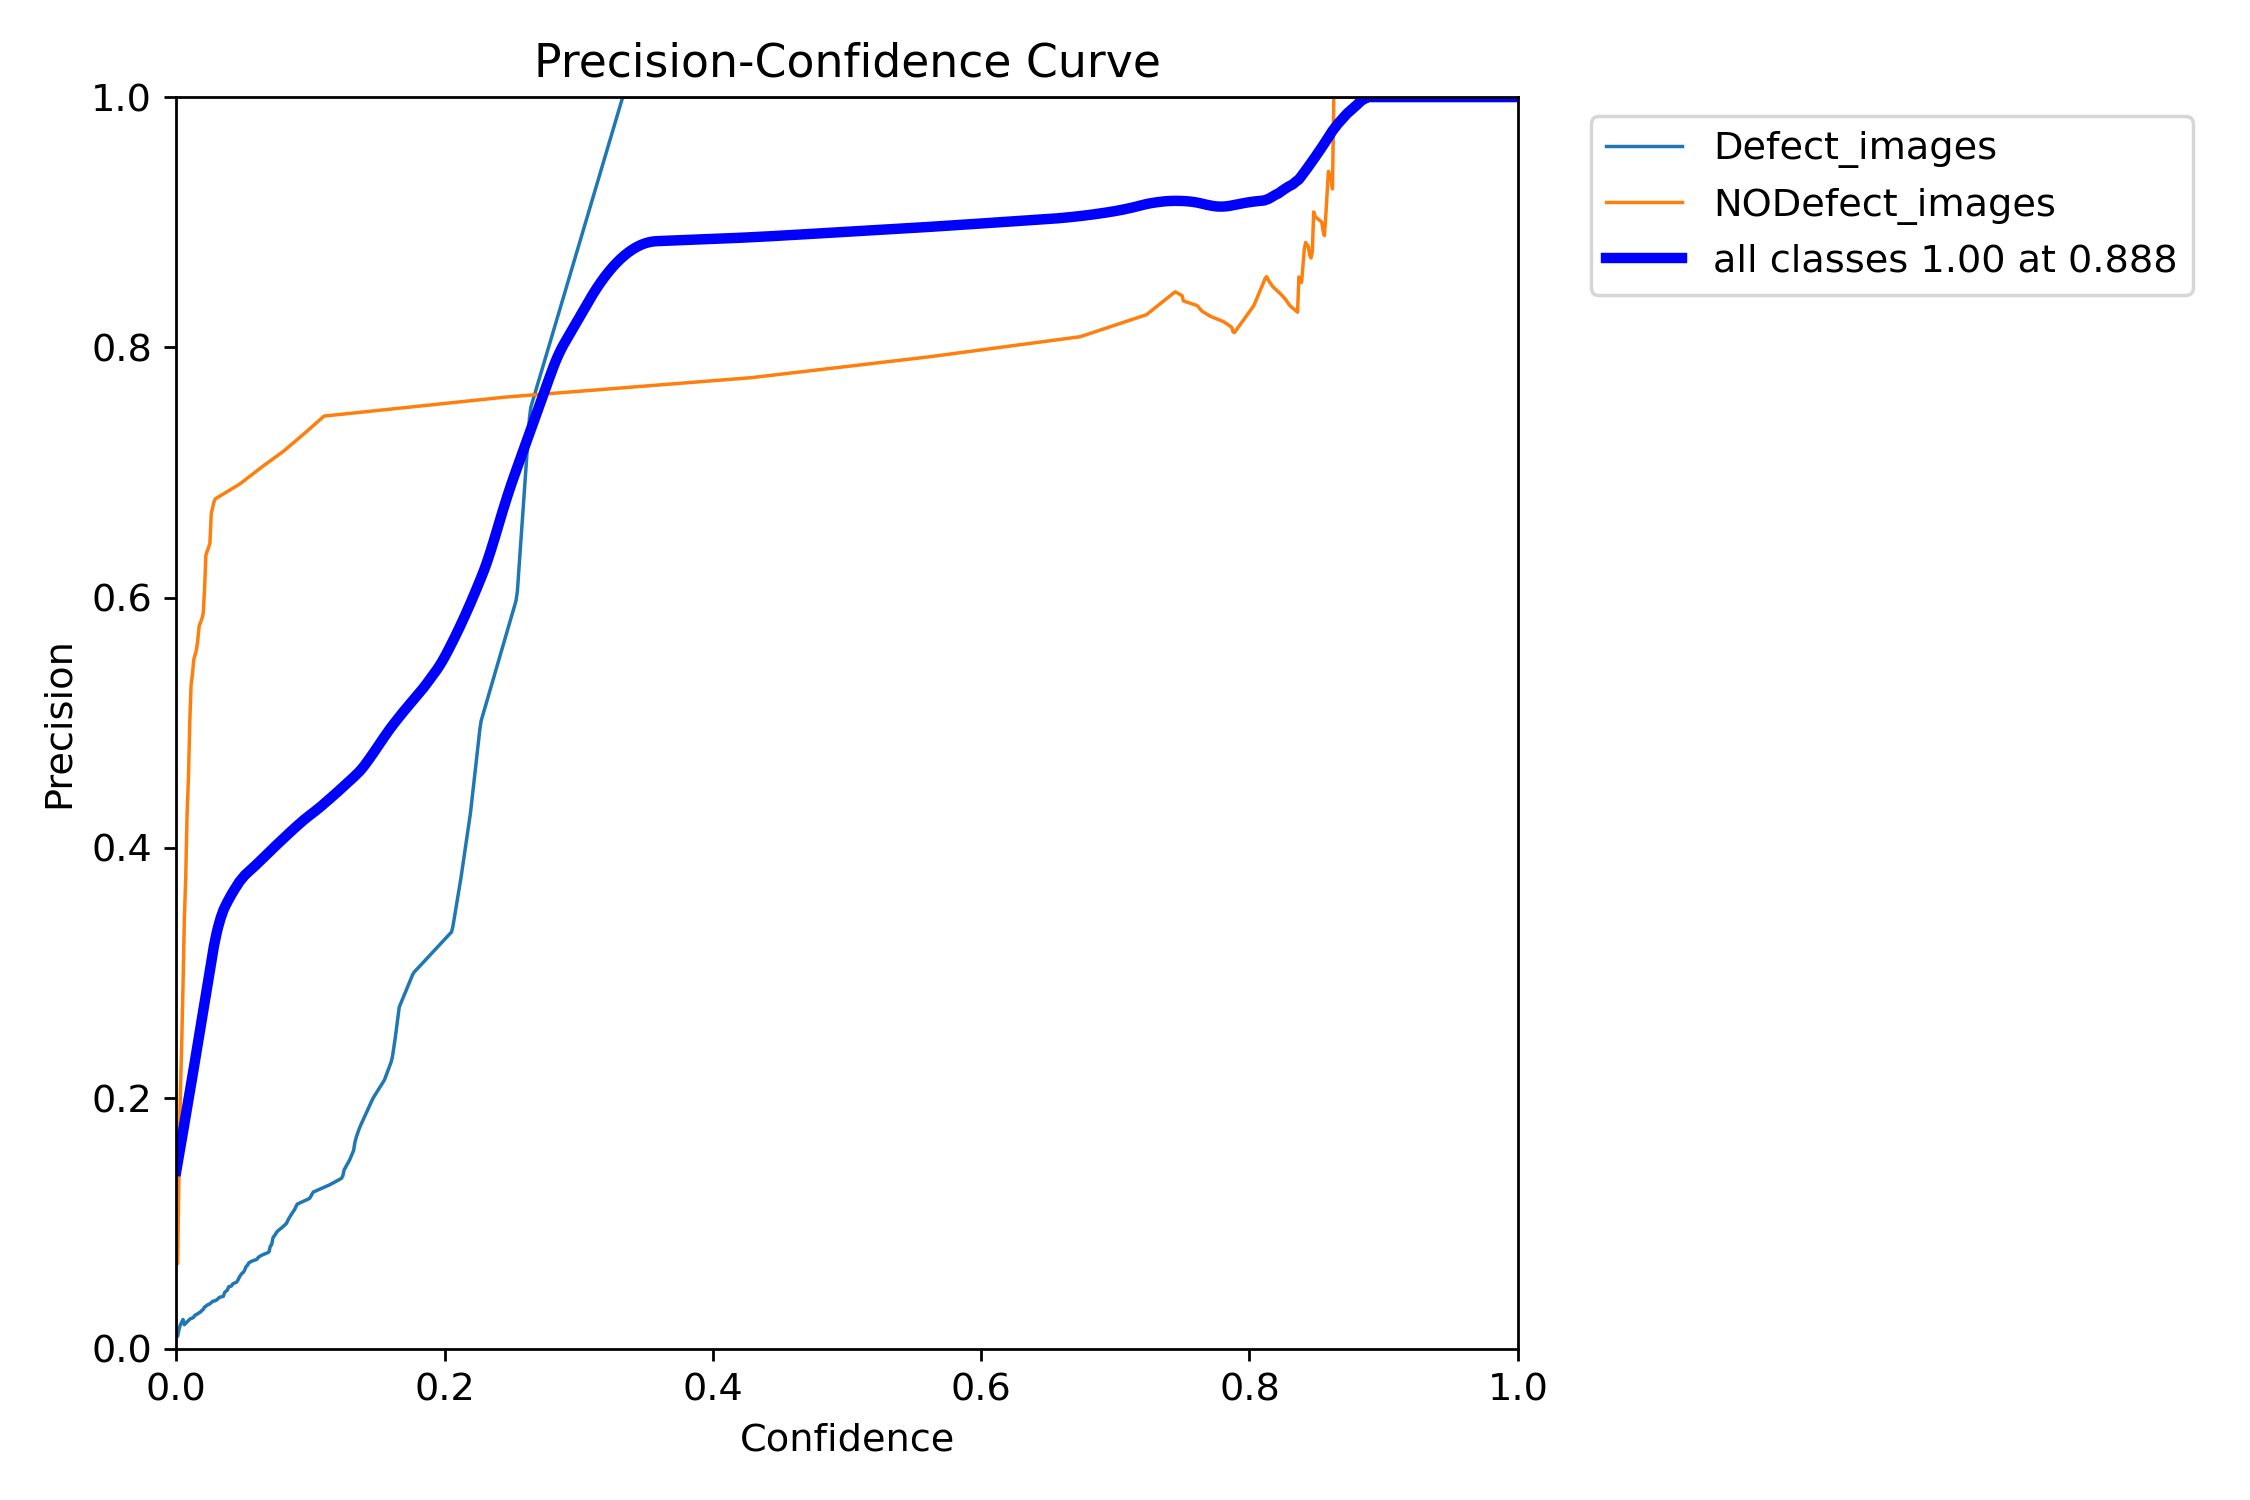 Precision-Confidence Curve
1.0
0.8
0.6
0.4
0.2
0.0
Precision
0.0 0.2 0.4 0.6 0.8 1.0
Confidence
Defect_images
NODefect_images
all classes 1.00 at 0.888